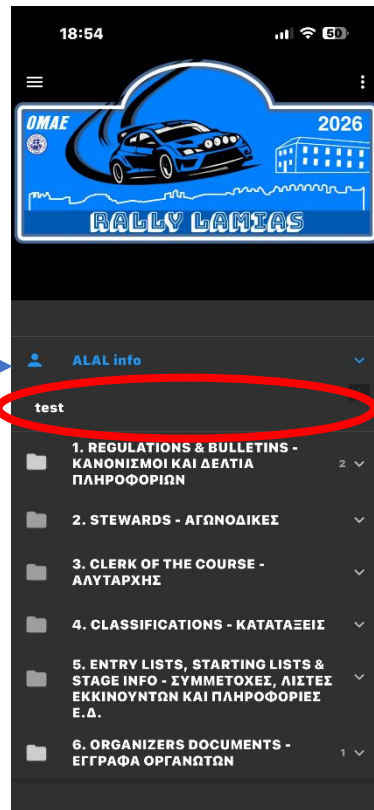 18:54
50
OMAE
2026
RALLY LAMIAS
ALAL info
test
1. REGULATIONS & BULLETINS -
ΚΑΝΟΝΙΣΜΟΙ ΚΑΙ ΔΕΛΤΙΑ
ΠΛΗΡΟΦΟΡΙΩΝ
2
2. STEWARDS - ΑΓΩΝΟΔΙΚΕΣ
3. CLERK OF THE COURSE -
ΑΛΥΤΑΡΧΗΣ
4. CLASSIFICATIONS - ΚΑΤΑΤΑΞΕΙΣ
5. ENTRY LISTS, STARTING LISTS &
STAGE INFO - ΣΥΜΜΕΤΟΧΕΣ, ΛΙΣΤΕΣ
ΕΚΚΙΝΟΥΝΤΩΝ ΚΑΙ ΠΛΗΡΟΦΟΡΙΕΣ
Ε.Δ.
6. ORGANIZERS DOCUMENTS -
ΕΓΓΡΑΦΑ ΟΡΓΑΝΩΤΩΝ
1